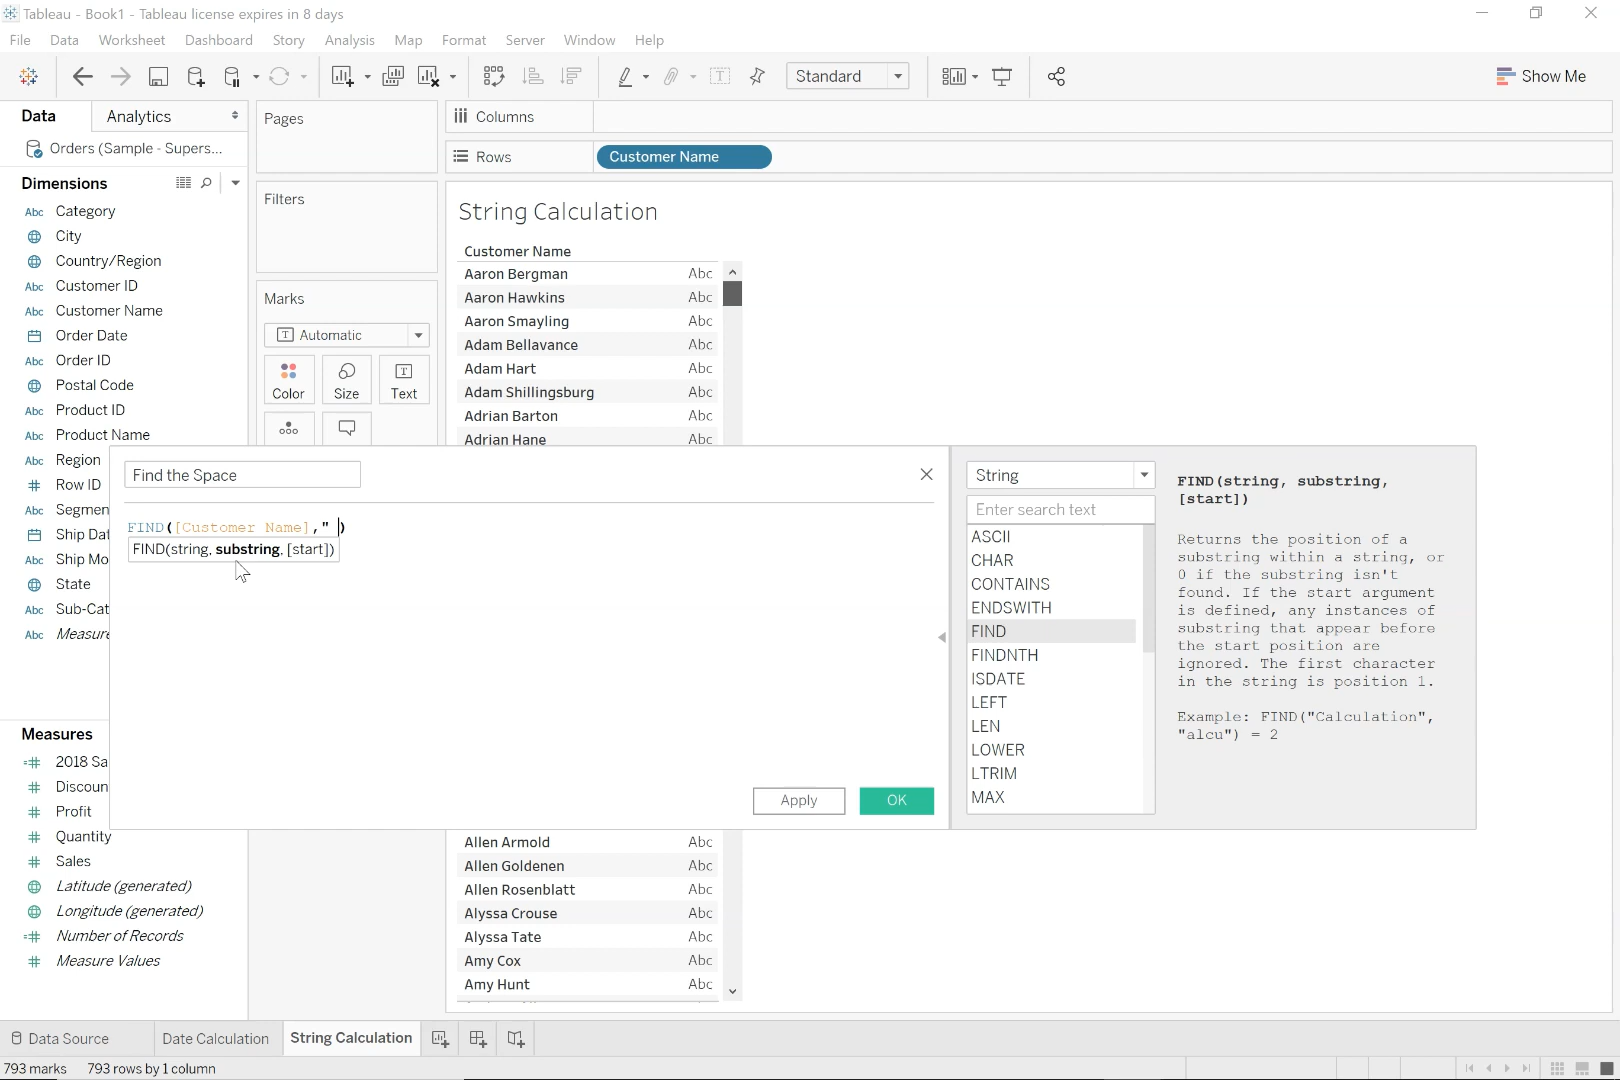 Tableau - Book1 - Tableau license expires in 8 days
File Data Worksheet Dashboard Story Analysis Map Format Server Window Help
Standard
Show Me
Data Analytics
Orders (Sample - Supers...
Dimensions
Abc Category
City
Country/Region
Abc Customer ID
Abc Customer Name
Order Date
Abc Order ID
Postal Code
Abc Product ID
Abc Product Name
Abc Region
# Row ID
Abc Segmen
Ship Dat
Abc Ship Mo
State
Abc Sub-Cat
Abc Measure
Measures
=# 2018 Sa
# Discoun
# Profit
# Quantity
# Sales
Latitude (generated)
Longitude (generated)
=# Number of Records
# Measure Values
Pages
Filters
Marks
T Automatic
Color Size Text
Columns
Rows Customer Name
String Calculation
Customer Name
Aaron Bergman Abc
Aaron Hawkins Abc
Aaron Smayling Abc
Adam Bellavance Abc
Adam Hart Abc
Adam Shillingsburg Abc
Adrian Barton Abc
Adrian Hane Abc
Find the Space
FIND([Customer Name]," )
FIND(string, substring, [start])
Apply OK
String
Enter search text
ASCII
CHAR
CONTAINS
ENDSWITH
FIND
FINDNTH
ISDATE
LEFT
LEN
LOWER
LTRIM
MAX
FIND(string, substring,
[start])
Returns the position of a
substring within a string, or
0 if the substring isn't
found. If the start argument
is defined, any instances of
substring that appear before
the start position are
ignored. The first character
in the string is position 1.
Example: FIND("Calculation",
"alcu") = 2
Allen Armold Abc
Allen Goldenen Abc
Allen Rosenblatt Abc
Alyssa Crouse Abc
Alyssa Tate Abc
Amy Cox Abc
Amy Hunt Abc
Data Source Date Calculation String Calculation
793 marks 793 rows by 1 column